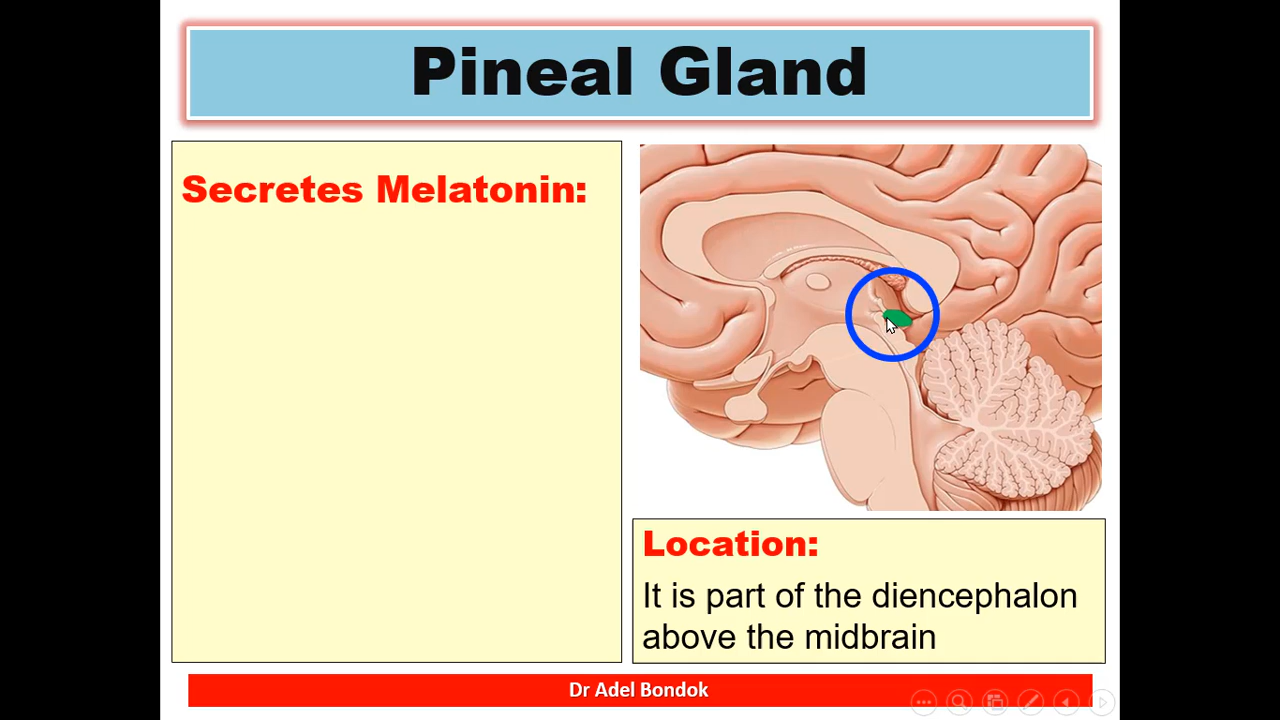 Pineal Gland
Secretes Melatonin:
Location:
It is part of the diencephalon
above the midbrain
Dr Adel Bondok